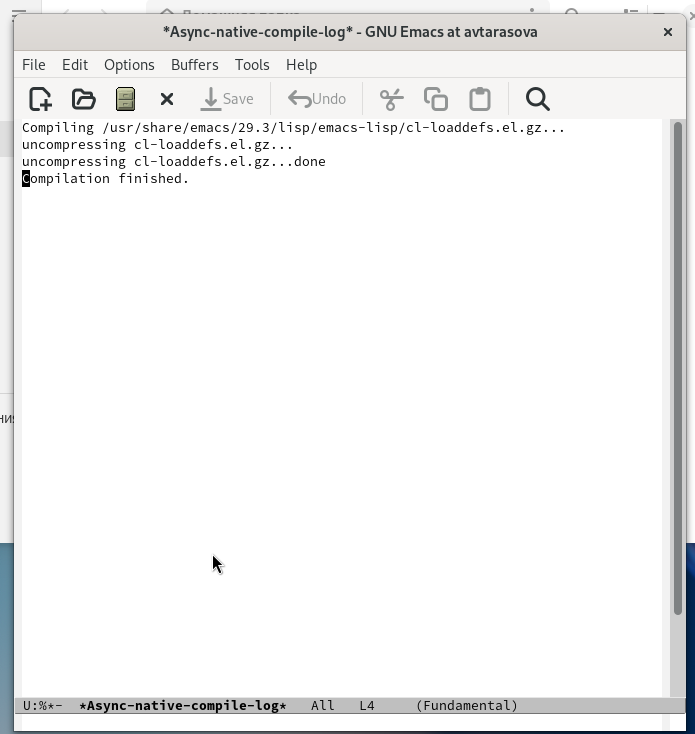 *Async-native-compile-log* - GNU Emacs at avtarasova
File Edit Options Buffers Tools Help
Save Undo
Compiling /usr/share/emacs/29.3/lisp/emacs-lisp/cl-loaddefs.el.gz...
uncompressing cl-loaddefs.el.gz...
uncompressing cl-loaddefs.el.gz...done
Compilation finished.
U:%*- *Async-native-compile-log* All L4 (Fundamental)